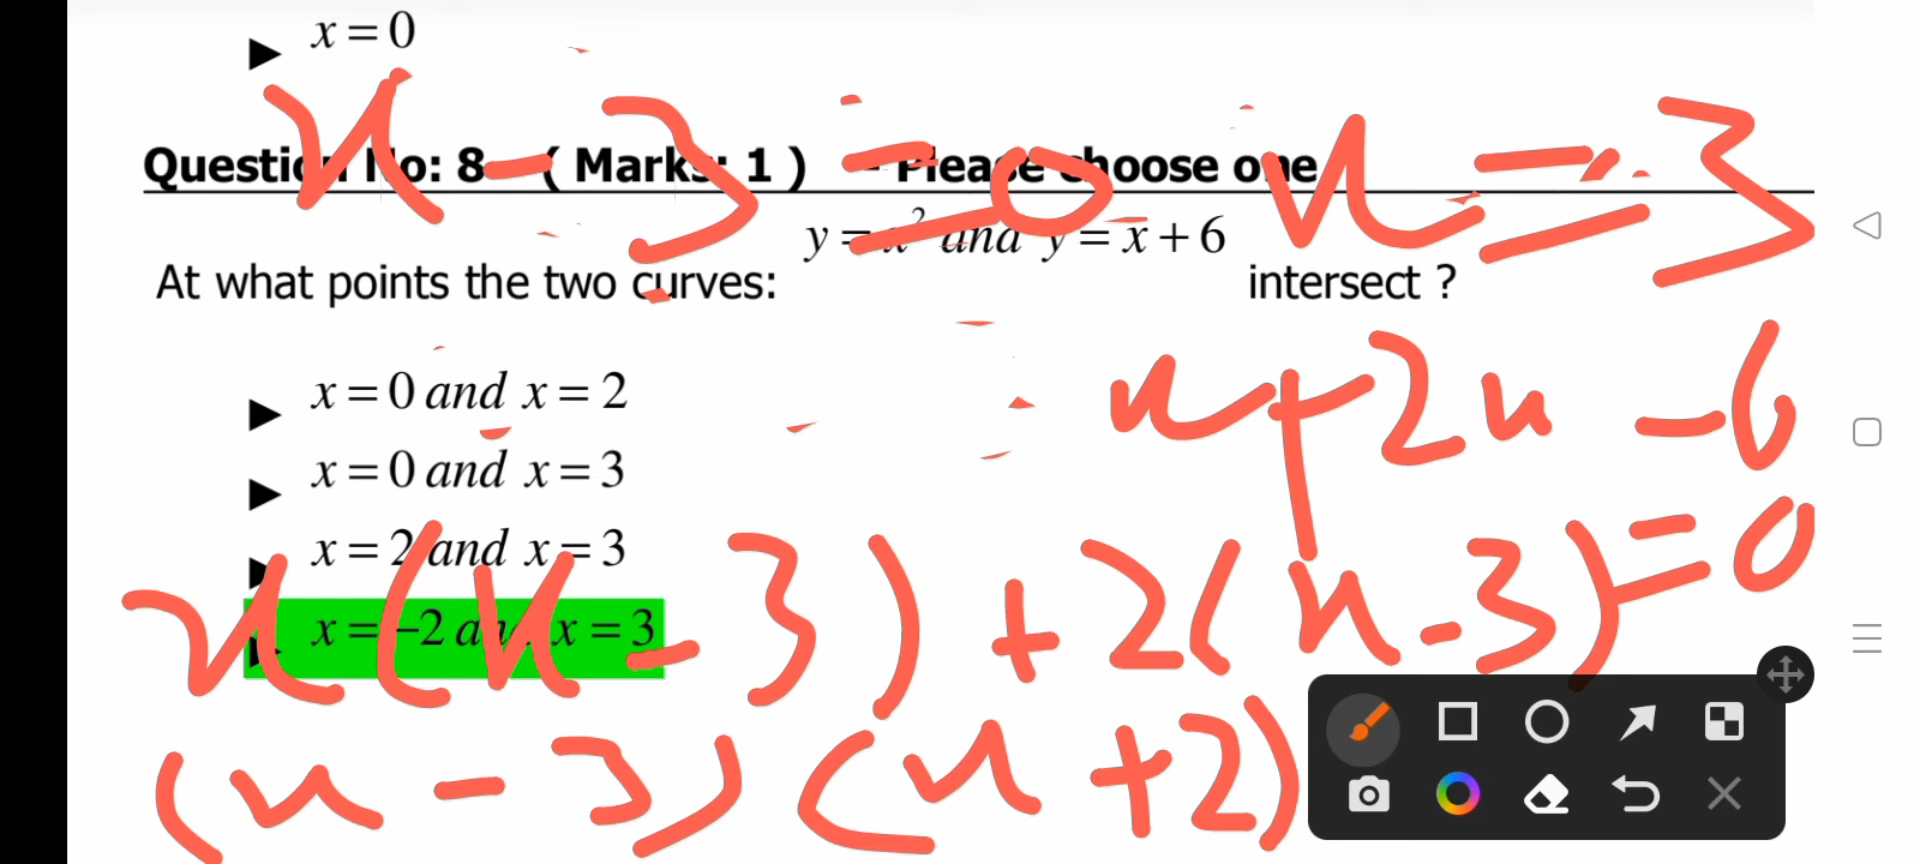 x = 0
Question No: 8 - ( Marks: 1 ) - Please choose one
y = x² and y = x + 6
At what points the two curves: intersect ?
x = 0 and x = 2
x = 0 and x = 3
x = 2 and x = 3
x = -2 and x = 3
x - 3 = 0 x = 3
x + 2x - 6
x(x - 3) + 2(x - 3) = 0
(x - 3)(x + 2)